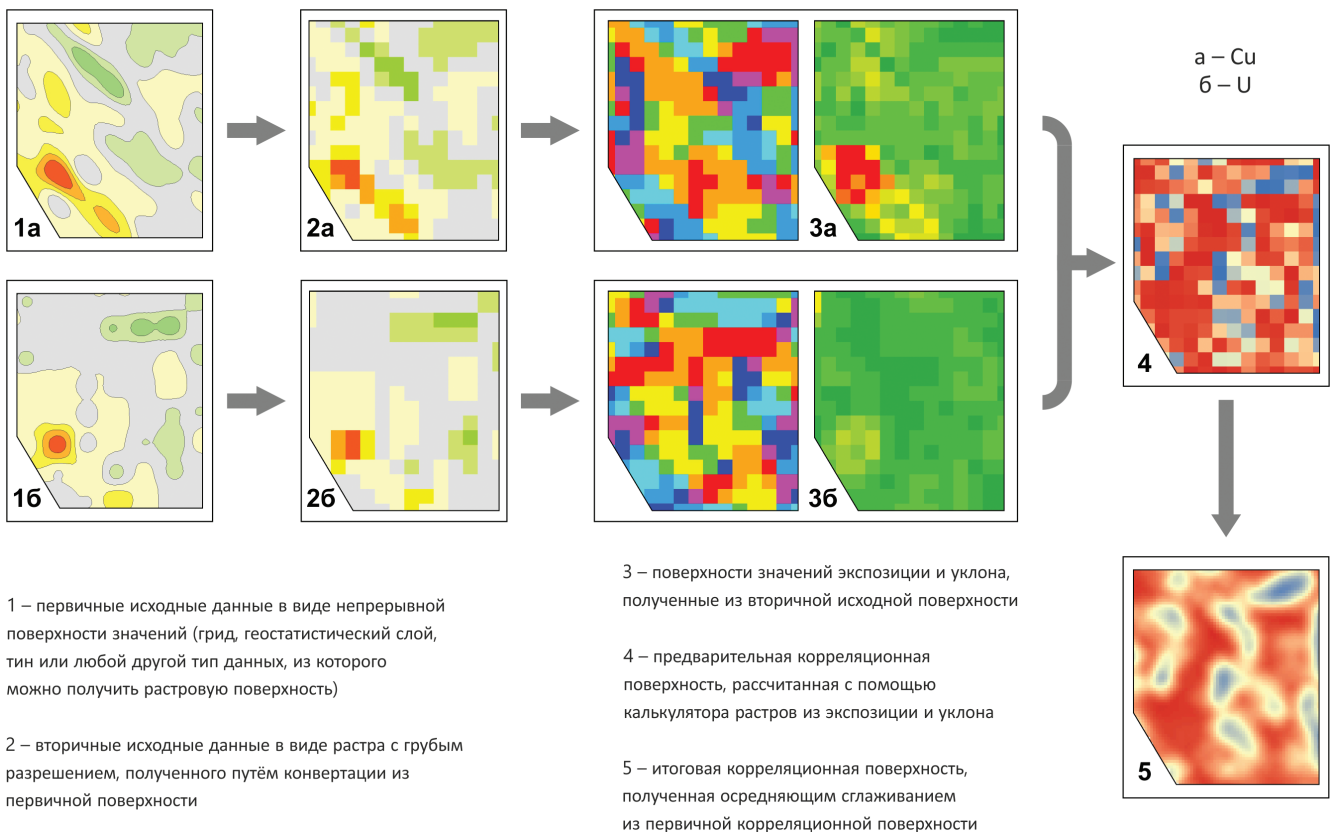 а – Cu
б – U
1а
2а
3а
4
1б
2б
3б
5
1 – первичные исходные данные в виде непрерывной
поверхности значений (грид, геостатистический слой,
тин или любой другой тип данных, из которого
можно получить растровую поверхность)
2 – вторичные исходные данные в виде растра с грубым
разрешением, полученного путём конвертации из
первичной поверхности
3 – поверхности значений экспозиции и уклона,
полученные из вторичной исходной поверхности
4 – предварительная корреляционная
поверхность, рассчитанная с помощью
калькулятора растров из экспозиции и уклона
5 – итоговая корреляционная поверхность,
полученная осредняющим сглаживанием
из первичной корреляционной поверхности